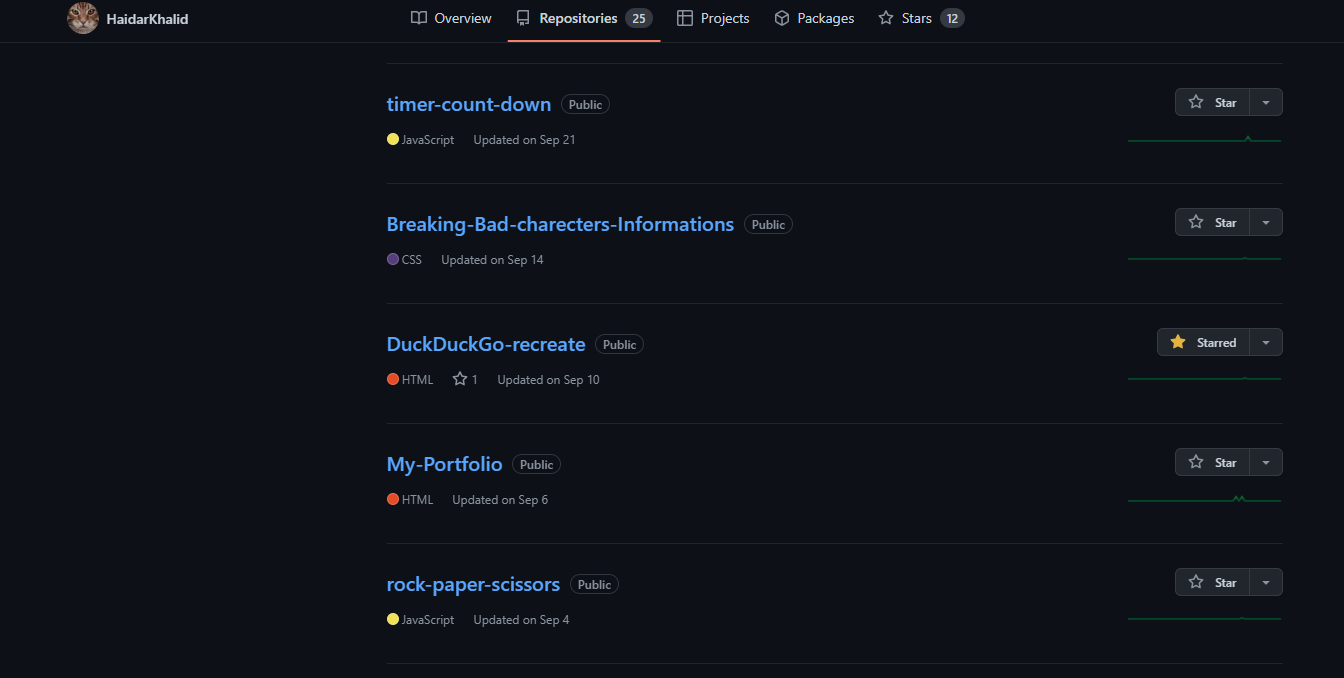 HaidarKhalid Overview Repositories 25 Projects Packages Stars 12
timer-count-down Public Star
JavaScript Updated on Sep 21
Breaking-Bad-charecters-Informations Public Star
CSS Updated on Sep 14
DuckDuckGo-recreate Public Starred
HTML 1 Updated on Sep 10
My-Portfolio Public Star
HTML Updated on Sep 6
rock-paper-scissors Public Star
JavaScript Updated on Sep 4